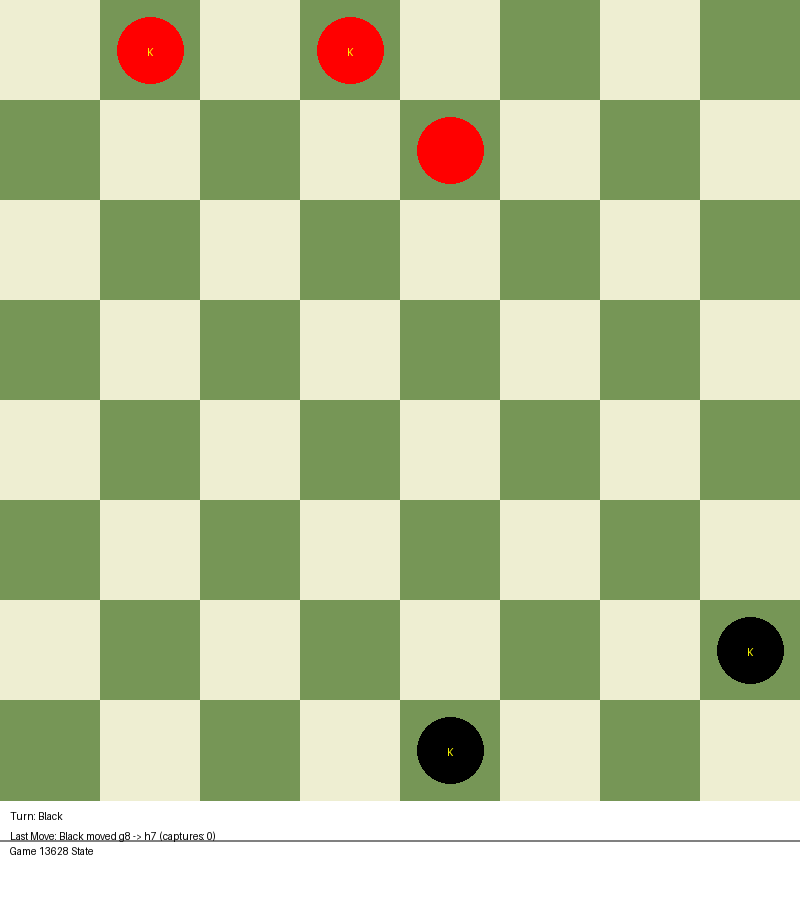 K K
K
K
Turn: Black
Last Move: Black moved g8 -> h7 (captures: 0)
Game 13628 State